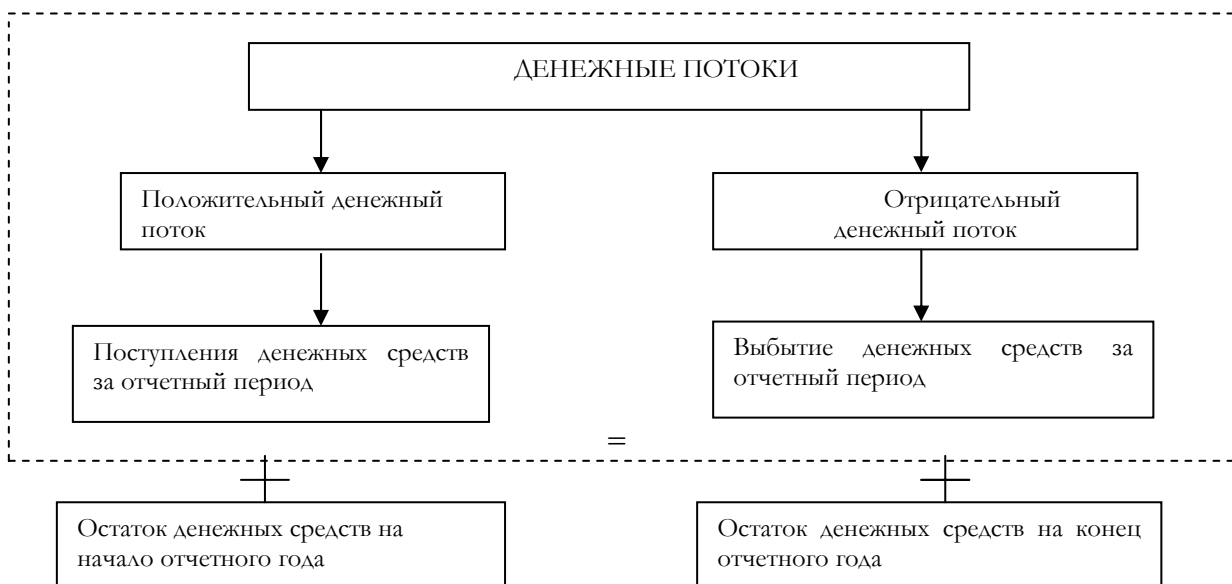 ДЕНЕЖНЫЕ ПОТОКИ
Положительный денежный
поток
Отрицательный
денежный поток
Поступления денежных средств
за отчетный период
Выбытие денежных средств за
отчетный период
=
Остаток денежных средств на
начало отчетного года
Остаток денежных средств на конец
отчетного года